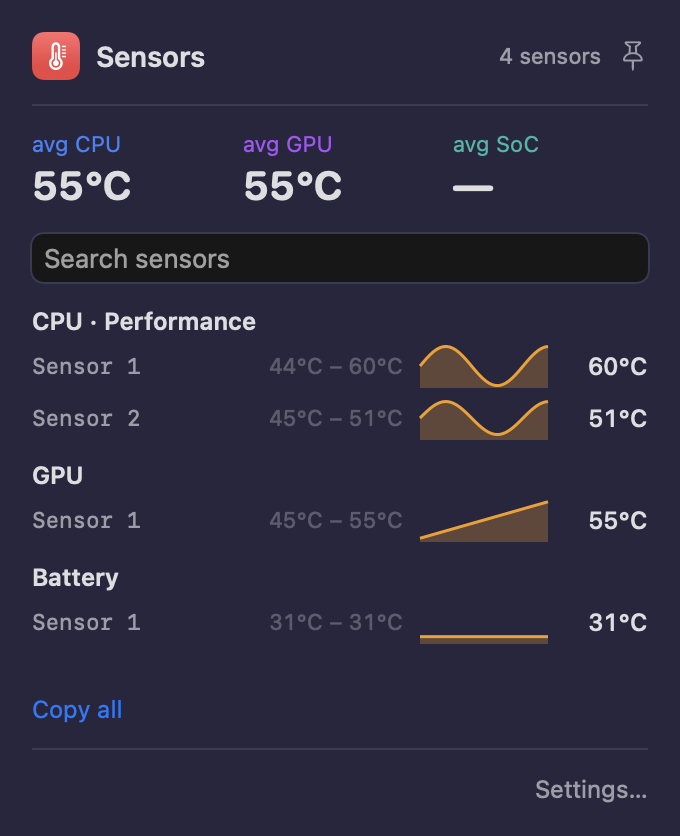 Sensors 4 sensors
avg CPU avg GPU avg SoC
55°C 55°C —
Search sensors
CPU · Performance
Sensor 1 44°C – 60°C 60°C
Sensor 2 45°C – 51°C 51°C
GPU
Sensor 1 45°C – 55°C 55°C
Battery
Sensor 1 31°C – 31°C 31°C
Copy all
Settings...